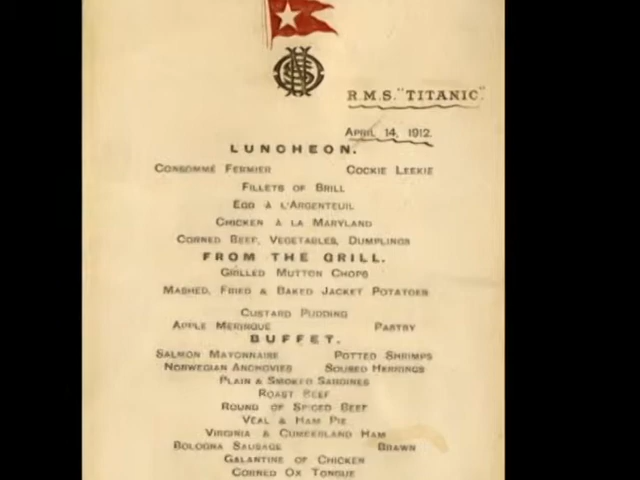 R.M.S. "TITANIC."
APRIL 14, 1912.
LUNCHEON.
CONSOMMÉ FERMIER COCKIE LEEKIE
FILLETS OF BRILL
EGG À L'ARGENTEUIL
CHICKEN À LA MARYLAND
CORNED BEEF, VEGETABLES, DUMPLINGS
FROM THE GRILL.
GRILLED MUTTON CHOPS
MASHED, FRIED & BAKED JACKET POTATOES
CUSTARD PUDDING
APPLE MERINGUE PASTRY
BUFFET.
SALMON MAYONNAISE POTTED SHRIMPS
NORWEGIAN ANCHOVIES SOUSED HERRINGS
PLAIN & SMOKED SARDINES
ROAST BEEF
ROUND OF SPICED BEEF
VEAL & HAM PIE
VIRGINIA & CUMBERLAND HAM
BOLOGNA SAUSAGE BRAWN
GALANTINE OF CHICKEN
CORNED OX TONGUE